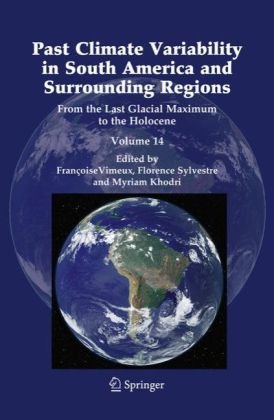 Past Climate Variability
in South America and
Surrounding Regions
From the Last Glacial Maximum
to the Holocene
Volume 14
Edited by
FrançoiseVimeux, Florence Sylvestre
and Myriam Khodri
Springer